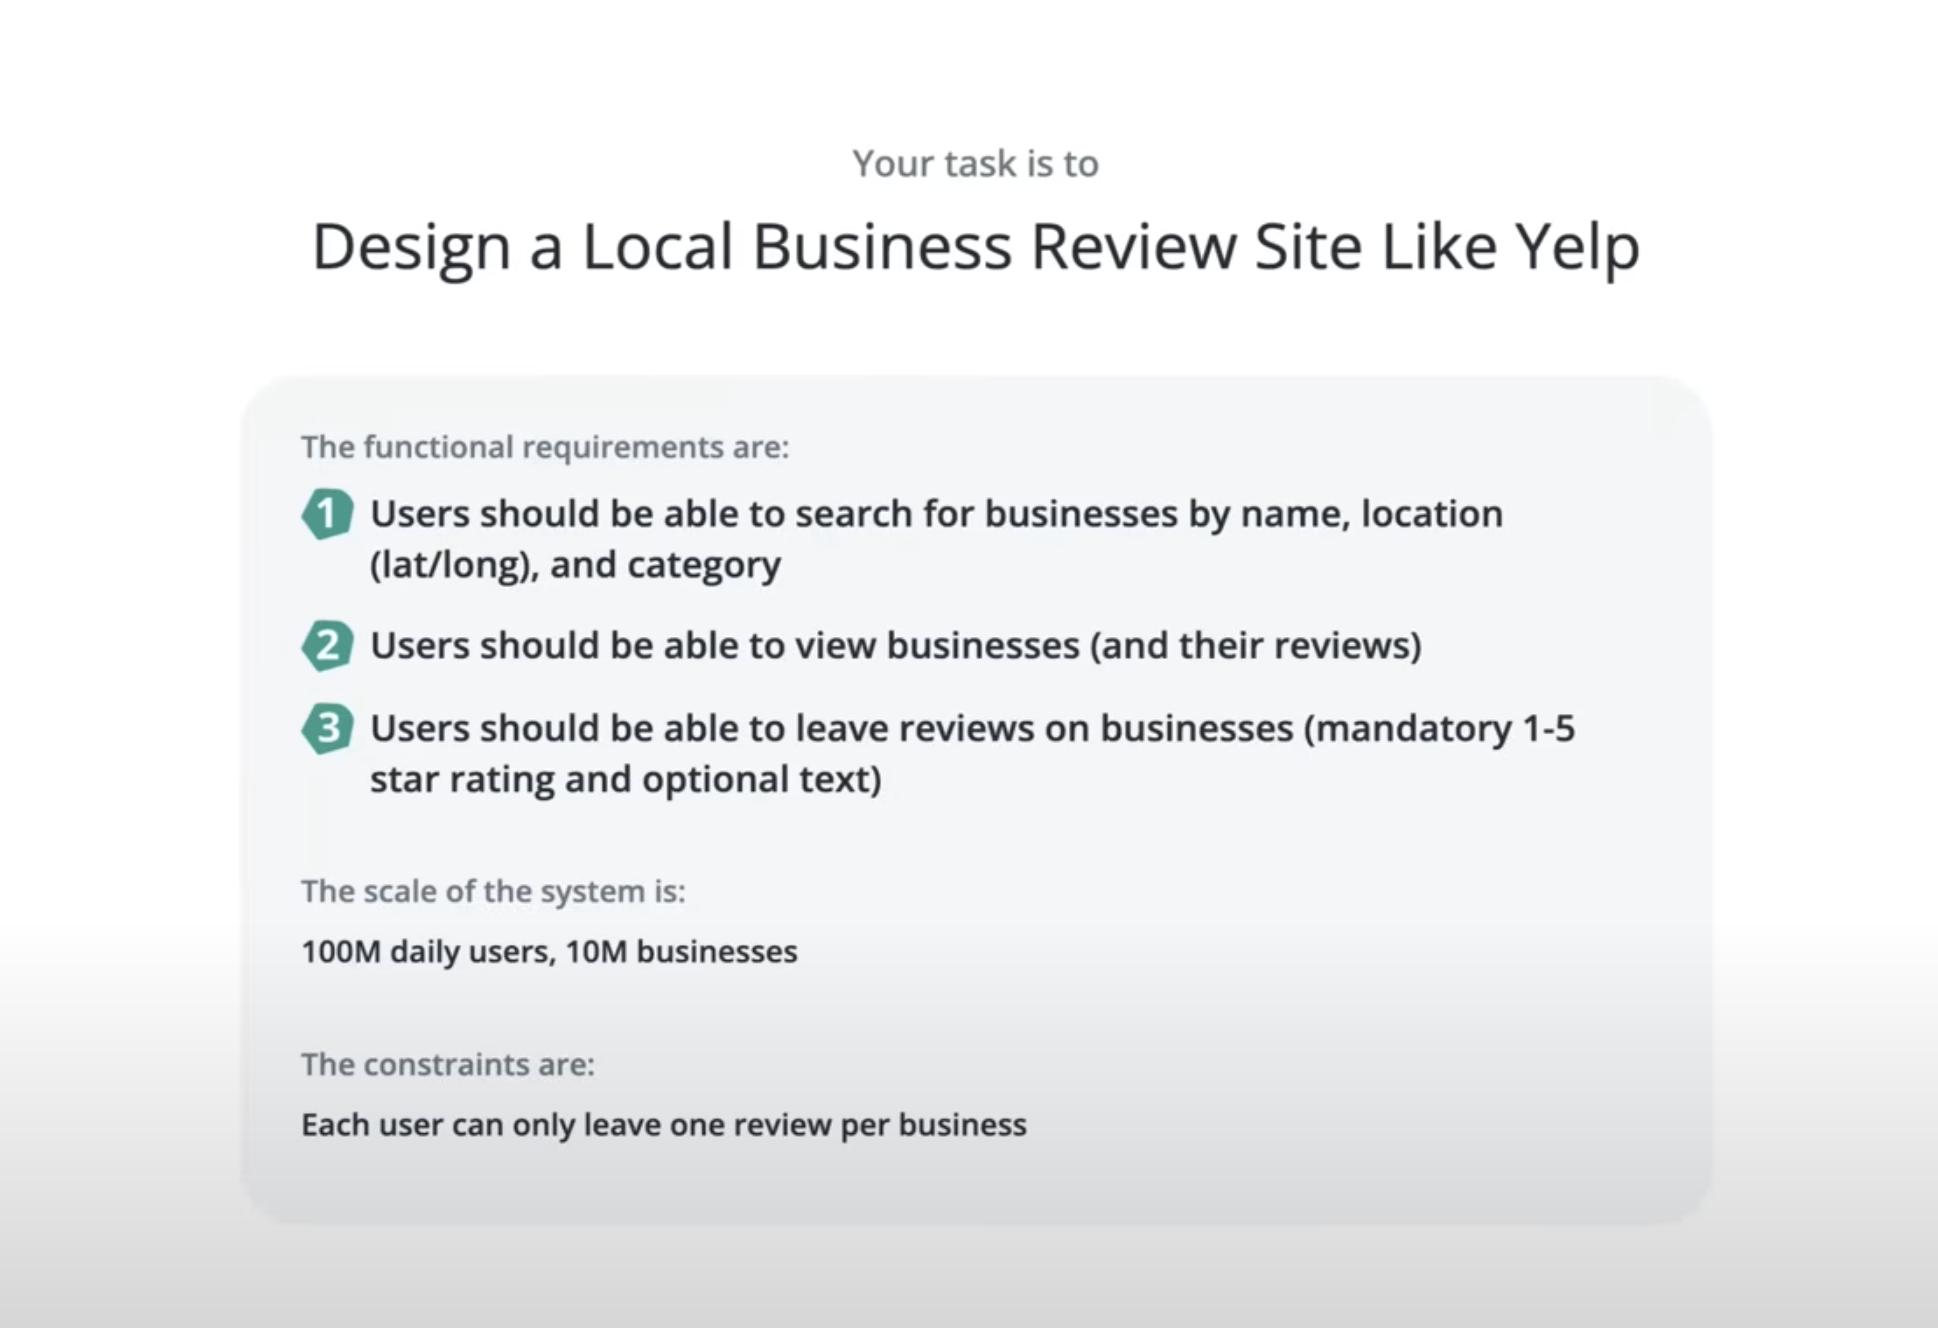 Your task is to
Design a Local Business Review Site Like Yelp
The functional requirements are:
1 Users should be able to search for businesses by name, location
(lat/long), and category
2 Users should be able to view businesses (and their reviews)
3 Users should be able to leave reviews on businesses (mandatory 1-5
star rating and optional text)
The scale of the system is:
100M daily users, 10M businesses
The constraints are:
Each user can only leave one review per business